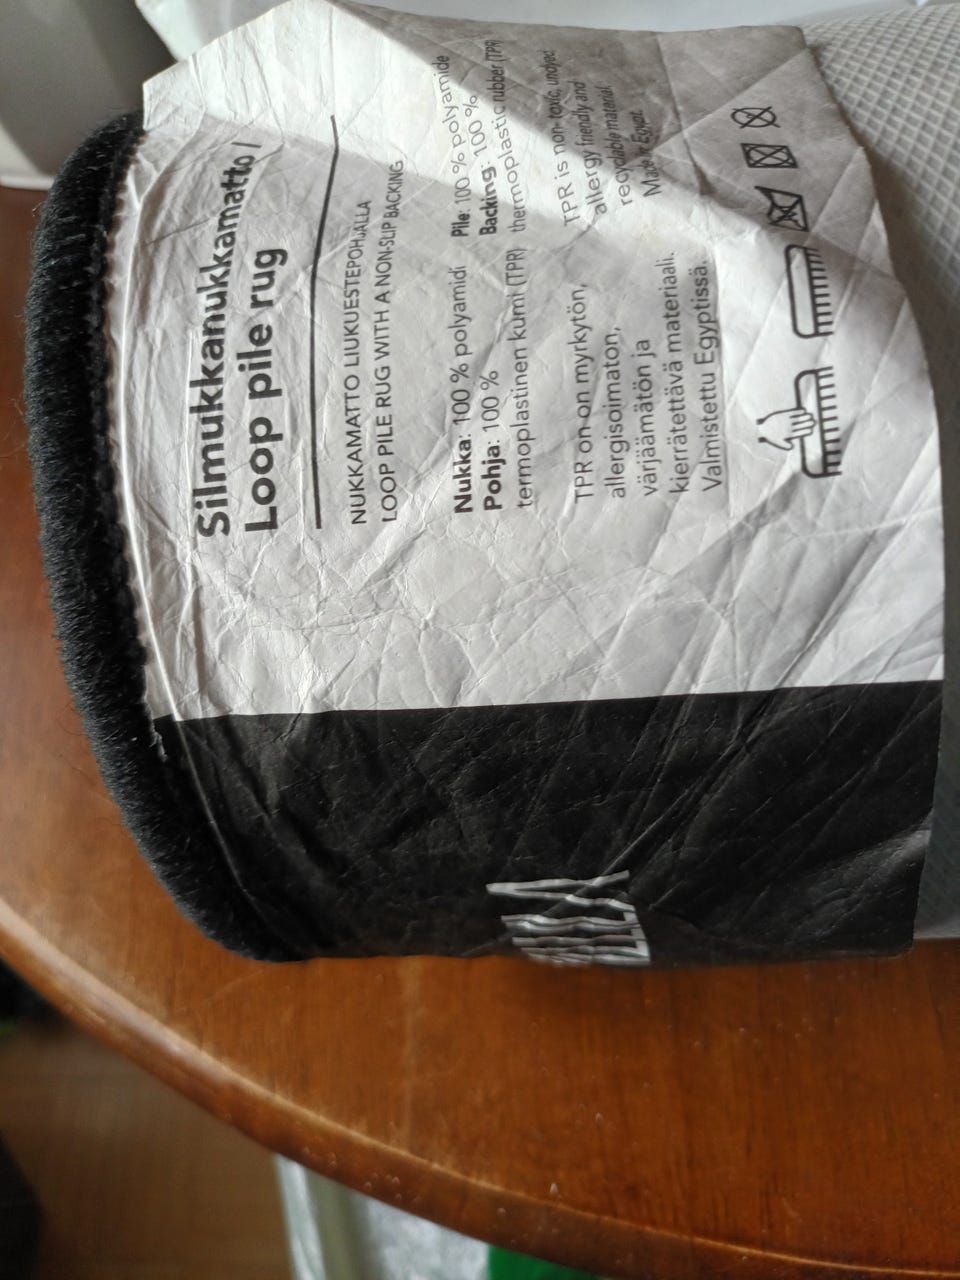 Silmukkanukkamatto /
Loop pile rug
NUKKAMATTO LIUKUESTEPOHJALLA
LOOP PILE RUG WITH A NON-SLIP BACKING
Nukka: 100 % polyamidi
Pohja: 100 %
termoplastinen kumi (TPR)
TPR on on myrkytön,
allergisoimaton,
värjäämätön ja
kierrätettävä materiaali.
Valmistettu Egyptissä.
Pile: 100 % polyamide
Backing: 100 %
thermoplastic rubber (TPR)
TPR is non-toxic, undyed
allergy friendly and
recyclable material.
Made in Egypt.